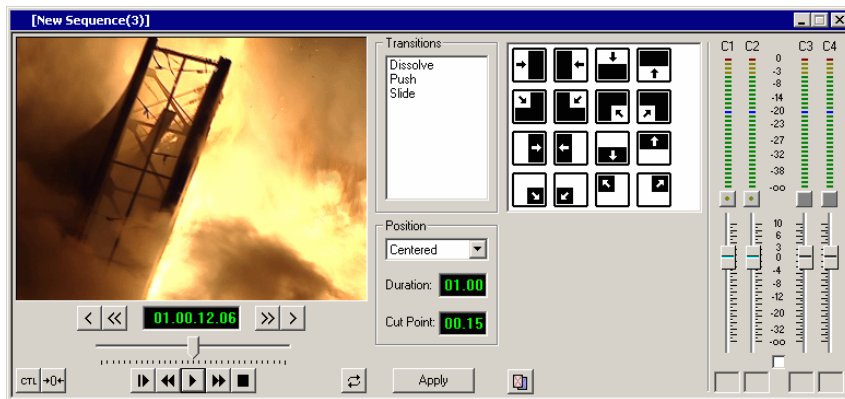 [New Sequence(3)]
Transitions
Dissolve
Push
Slide
C1 C2 C3 C4
0
-3
-8
-14
-20
-23
-27
-32
-38
-oo
Position
Centered
Duration: 01.00
Cut Point: 00.15
10
6
3
0
-4
-8
-12
-20
-32
-oo
< << 01.00.12.06 >> >
CTL →0←
Apply